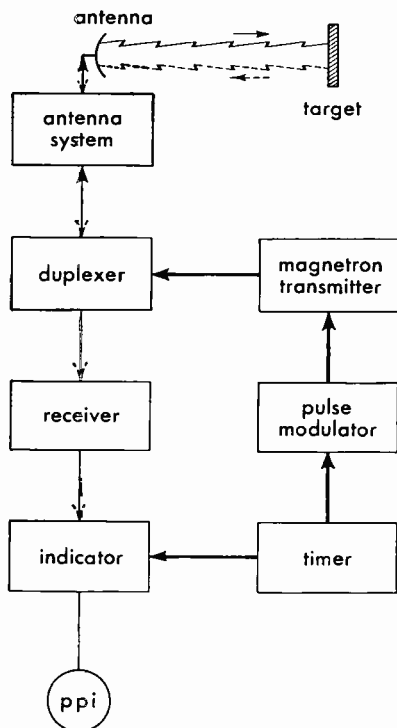 antenna
target
antenna
system
duplexer
magnetron
transmitter
receiver
pulse
modulator
indicator
timer
ppi